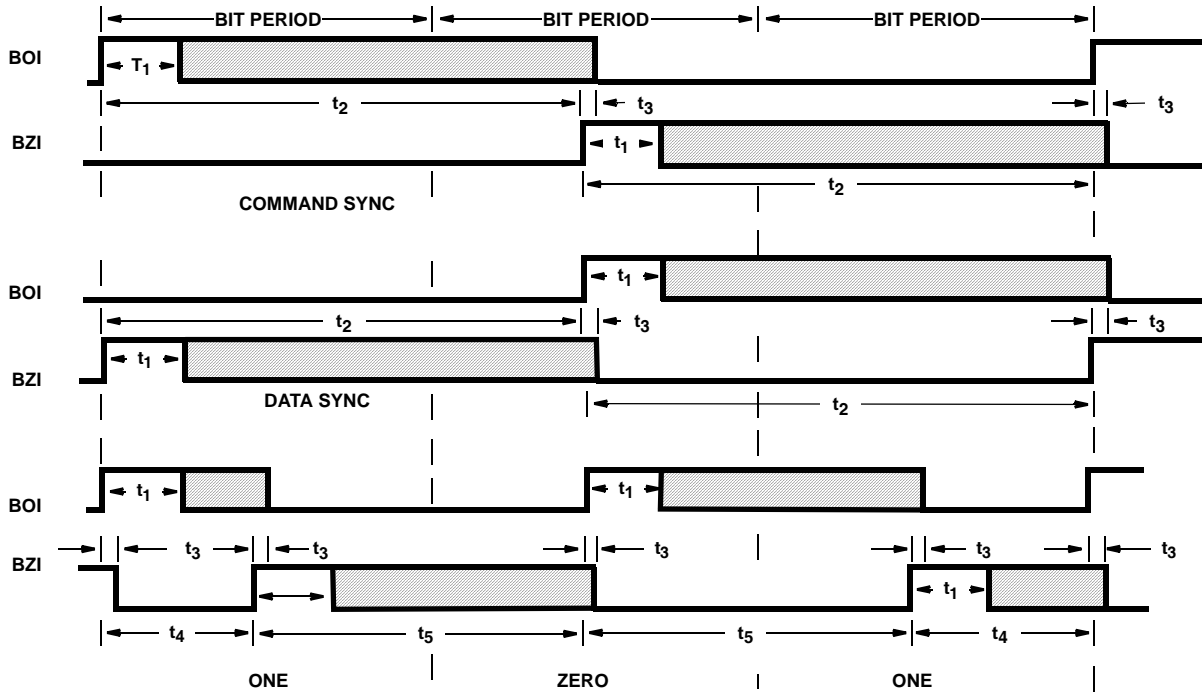 BIT PERIOD BIT PERIOD BIT PERIOD
BOI
T1
t2 t3 t3
BZI
t1
t2
COMMAND SYNC
BOI
t1
t2 t3 t3
BZI
t1
DATA SYNC
t2
BOI
t1 t1
t3 t3 t3 t3 t3
BZI
t1
t4 t5 t5 t4
ONE ZERO ONE